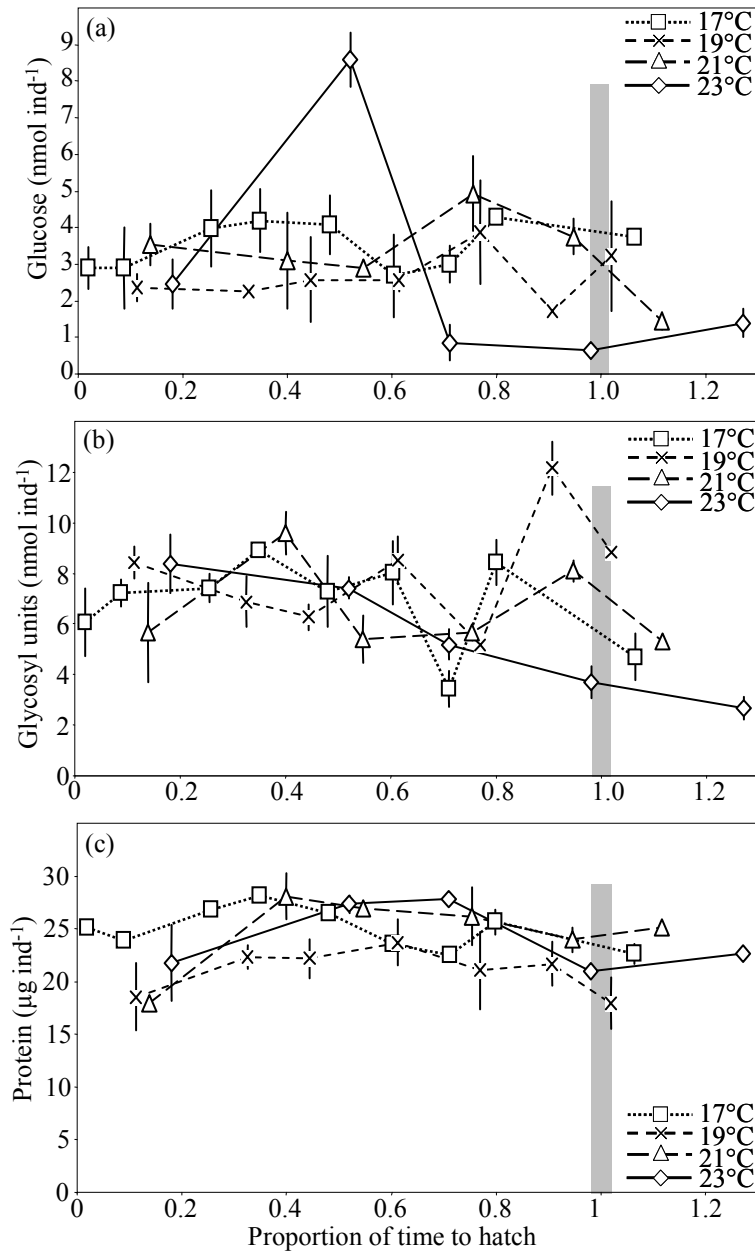 (a)
17°C
19°C
21°C
23°C
Glucose (nmol ind-1)
9
8
7
6
5
4
3
2
1
0
0 0.2 0.4 0.6 0.8 1.0 1.2
(b)
17°C
19°C
21°C
23°C
Glycosyl units (nmol ind-1)
12
10
8
6
4
2
0
0 0.2 0.4 0.6 0.8 1.0 1.2
(c)
Protein (µg ind-1)
30
25
20
15
10
5
0
17°C
19°C
21°C
23°C
0 0.2 0.4 0.6 0.8 1 1.2
Proportion of time to hatch